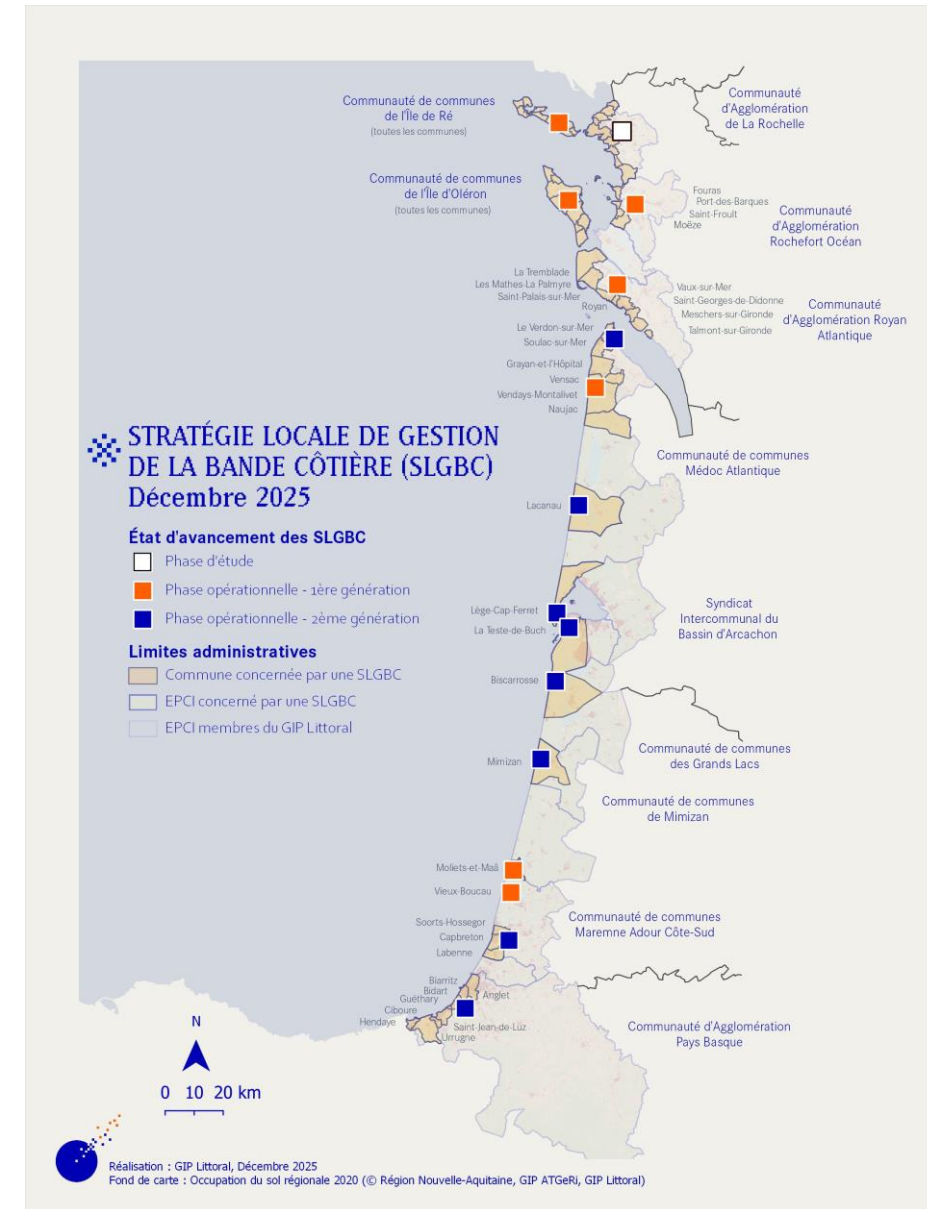 Communauté
d'Agglomération
de La Rochelle
Communauté de communes
de l'Île de Ré
(toutes les communes)
Communauté de communes
de l'Île d'Oléron
(toutes les communes)
Fouras
Port-des-Barques
Saint-Froult
Moëze
Communauté
d'Agglomération
Rochefort Océan
La Tremblade
Les Mathes-La Palmyre
Saint-Palais-sur-Mer
Royan
Vaux-sur-Mer
Saint-Georges-de-Didonne
Meschers-sur-Gironde
Talmont-sur-Gironde
Communauté
d'Agglomération Royan
Atlantique
Le Verdon-sur-Mer
Soulac-sur-Mer
Grayan-et-l'Hôpital
Vensac
Vendays-Montalivet
Naujac
STRATÉGIE LOCALE DE GESTION
DE LA BANDE CÔTIÈRE (SLGBC)
Décembre 2025
Communauté de communes
Médoc Atlantique
Lacanau
État d'avancement des SLGBC
Phase d'étude
Phase opérationnelle - 1ère génération
Phase opérationnelle - 2ème génération
Limites administratives
Commune concernée par une SLGBC
EPCI concerné par une SLGBC
EPCI membres du GIP Littoral
Lège-Cap-Ferret
La Teste-de-Buch
Syndicat
Intercommunal du
Bassin d'Arcachon
Biscarrosse
Communauté de communes
des Grands Lacs
Mimizan
Communauté de communes
de Mimizan
Moliets-et-Maâ
Vieux-Boucau
Soorts-Hossegor
Capbreton
Labenne
Communauté de communes
Maremne Adour Côte-Sud
Biarritz
Bidart
Guéthary
Ciboure
Hendaye
Anglet
Saint-Jean-de-Luz
Urrugne
Communauté d'Agglomération
Pays Basque
N
0 10 20 km
Réalisation : GIP Littoral, Décembre 2025
Fond de carte : Occupation du sol régionale 2020 (© Région Nouvelle-Aquitaine, GIP ATGeRi, GIP Littoral)